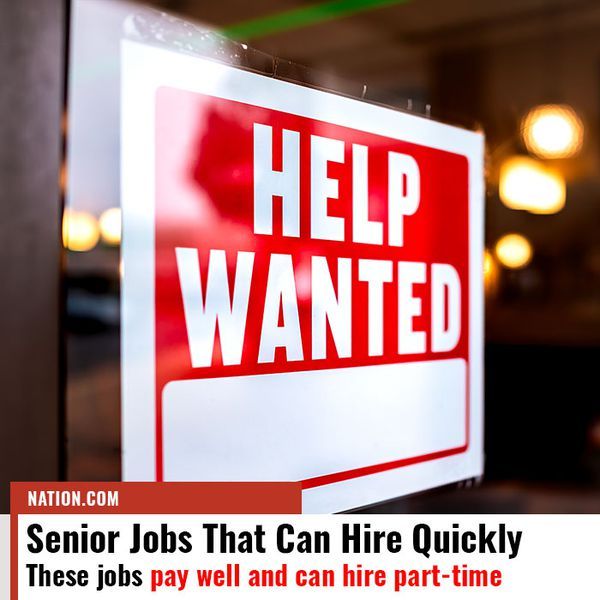 HELP
WANTED
NATION.COM
Senior Jobs That Can Hire Quickly
These jobs pay well and can hire part-time